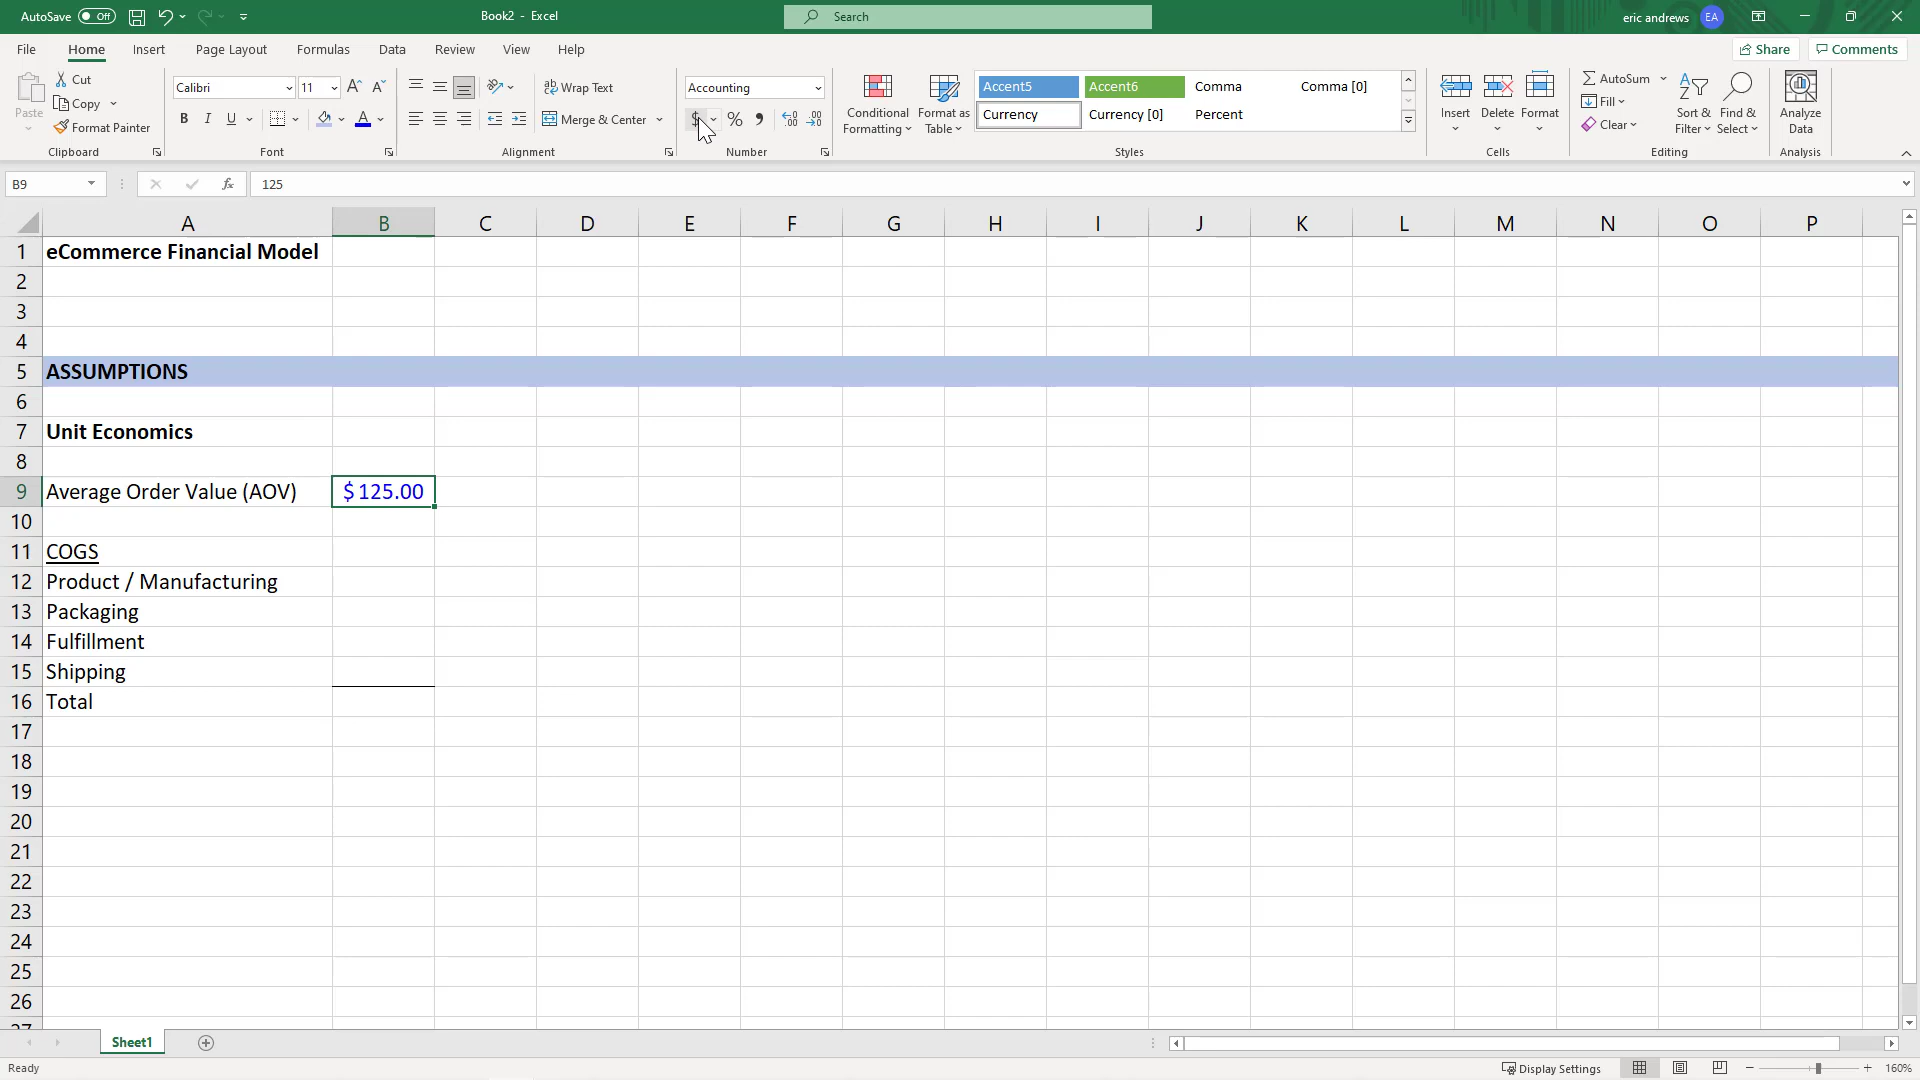 AutoSave Off Book2 - Excel Search eric andrews EA
File Home Insert Page Layout Formulas Data Review View Help Share Comments
Paste Cut Copy Format Painter Clipboard
Calibri 11 B I U A Font
Wrap Text Merge & Center Alignment
Accounting $ % , Number
Conditional Formatting Format as Table
Accent5 Accent6 Comma Comma [0]
Currency Currency [0] Percent
Styles
Insert Delete Format Cells
AutoSum Fill Clear Sort & Filter Find & Select Editing
Analyze Data Analysis
B9 fx 125
A B C D E F G H I J K L M N O P
1 eCommerce Financial Model
2
3
4
5 ASSUMPTIONS
6
7 Unit Economics
8
9 Average Order Value (AOV) $ 125.00
10
11 COGS
12 Product / Manufacturing
13 Packaging
14 Fulfillment
15 Shipping
16 Total
17
18
19
20
21
22
23
24
25
26
Sheet1
Ready Display Settings 160%